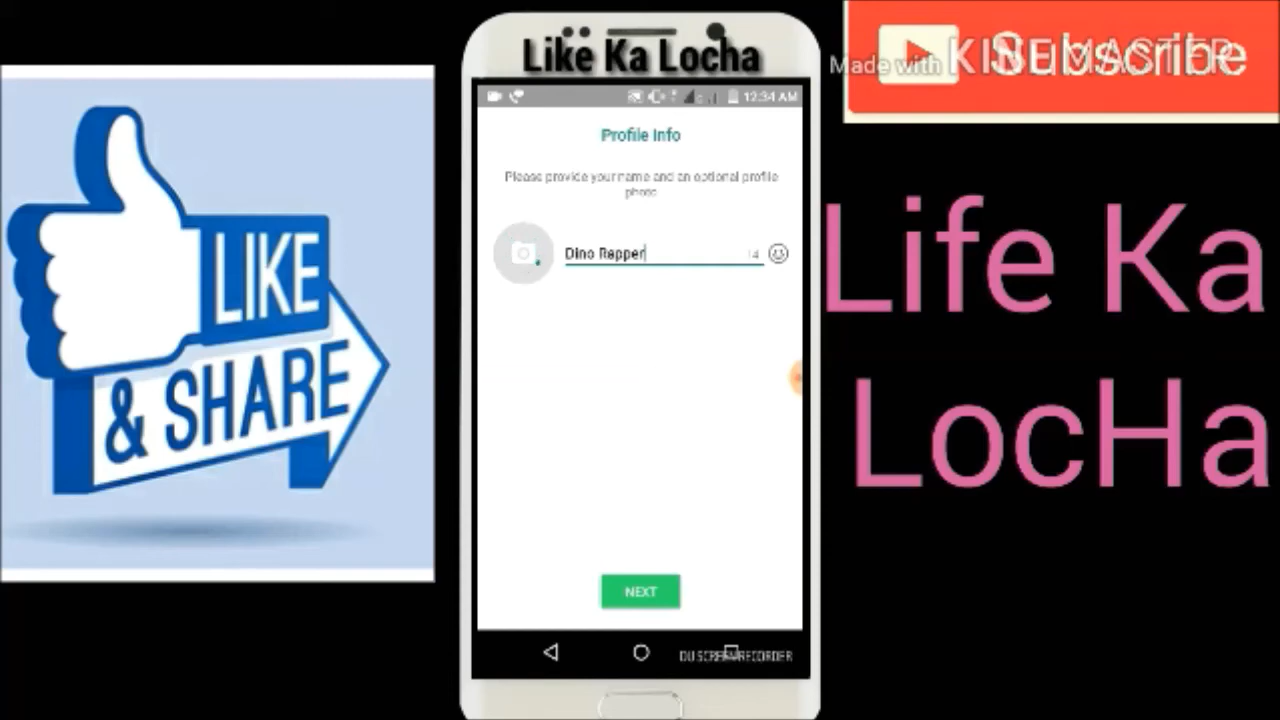 Like Ka Locha
Made with KINEMASTER
Subscribe
12:34 AM
Profile Info
Please provide your name and an optional profile
photo
Dino Rapper
14
LIKE
& SHARE
Life Ka
LocHa
NEXT
DU SCREEN RECORDER